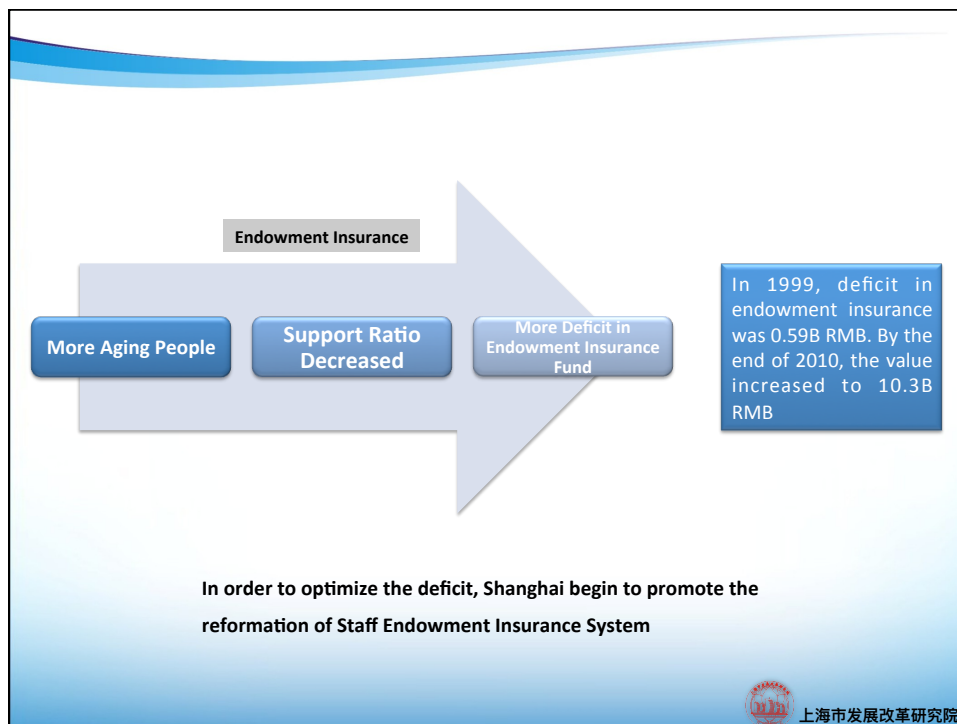 Endowment Insurance
More Aging People
Support Ratio
Decreased
More Deficit in
Endowment Insurance
Fund
In 1999, deficit in
endowment insurance
was 0.59B RMB. By the
end of 2010, the value
increased to 10.3B
RMB
In order to optimize the deficit, Shanghai begin to promote the
reformation of Staff Endowment Insurance System
上海市发展改革研究院